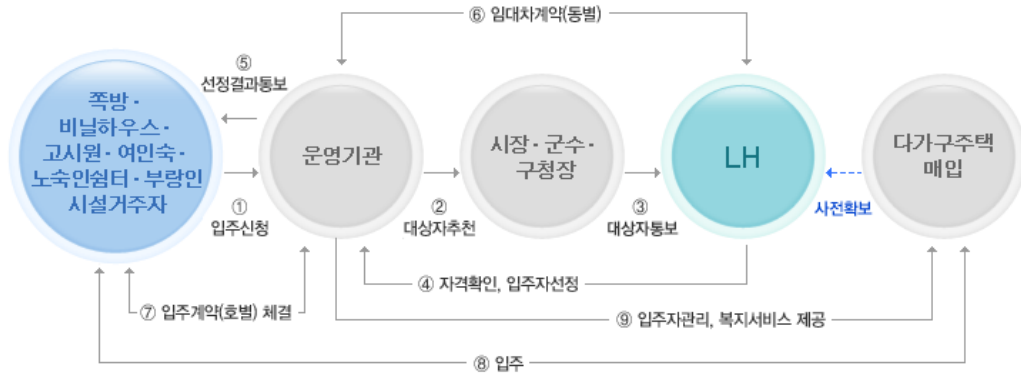 ⑥ 임대차계약(동별)
⑤
선정결과통보
쪽방·
비닐하우스·
고시원·여인숙·
노숙인쉼터·부랑인
시설거주자
운영기관
시장·군수·
구청장
LH
다가구주택
매입
①
입주신청
②
대상자추천
③
대상자통보
사전확보
④ 자격확인, 입주자선정
⑦ 입주계약(호별) 체결
⑨ 입주자관리, 복지서비스 제공
⑧ 입주